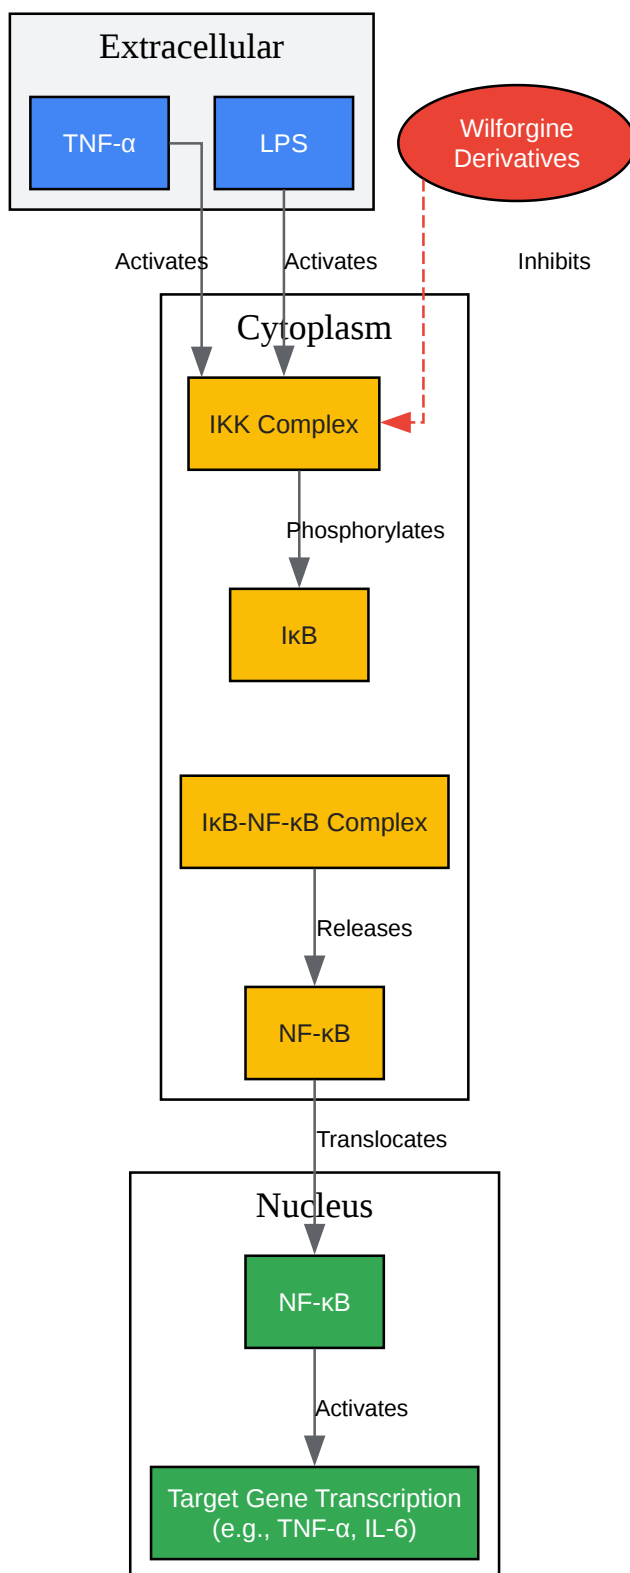 Extracellular
TNF-α
LPS
Wilforgine
Derivatives
Activates
Activates
Inhibits
Cytoplasm
IKK Complex
Phosphorylates
IκB
IκB-NF-κB Complex
Releases
NF-κB
Translocates
Nucleus
NF-κB
Activates
Target Gene Transcription
(e.g., TNF-α, IL-6)